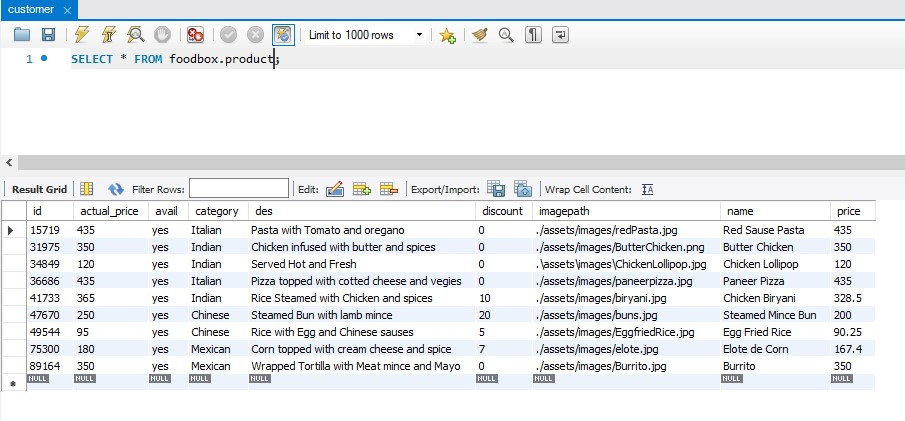 customer ×
Limit to 1000 rows
1 SELECT * FROM foodbox.product;
Result Grid Filter Rows: Edit: Export/Import: Wrap Cell Content:
id actual_price avail category des discount imagepath name price
15719 435 yes Italian Pasta with Tomato and oregano 0 ./assets/images/redPasta.jpg Red Sause Pasta 435
31975 350 yes Indian Chicken infused with butter and spices 0 ./assets/images/ButterChicken.png Butter Chicken 350
34849 120 yes Indian Served Hot and Fresh 0 .\assets\images\ChickenLollipop.jpg Chicken Lollipop 120
36686 435 yes Italian Pizza topped with cotted cheese and vegies 0 ./assets/images/paneerpizza.jpg Paneer Pizza 435
41733 365 yes Indian Rice Steamed with Chicken and spices 10 ./assets/images/biryani.jpg Chicken Biryani 328.5
47670 250 yes Chinese Steamed Bun with lamb mince 20 ./assets/images/buns.jpg Steamed Mince Bun 200
49544 95 yes Chinese Rice with Egg and Chinese sauses 5 ./assets/images/EggfriedRice.jpg Egg Fried Rice 90.25
75300 180 yes Mexican Corn topped with cream cheese and spice 7 ./assets/images/elote.jpg Elote de Corn 167.4
89164 350 yes Mexican Wrapped Tortilla with Meat mince and Mayo 0 ./assets/images/Burrito.jpg Burrito 350
NULL NULL NULL NULL NULL NULL NULL NULL NULL